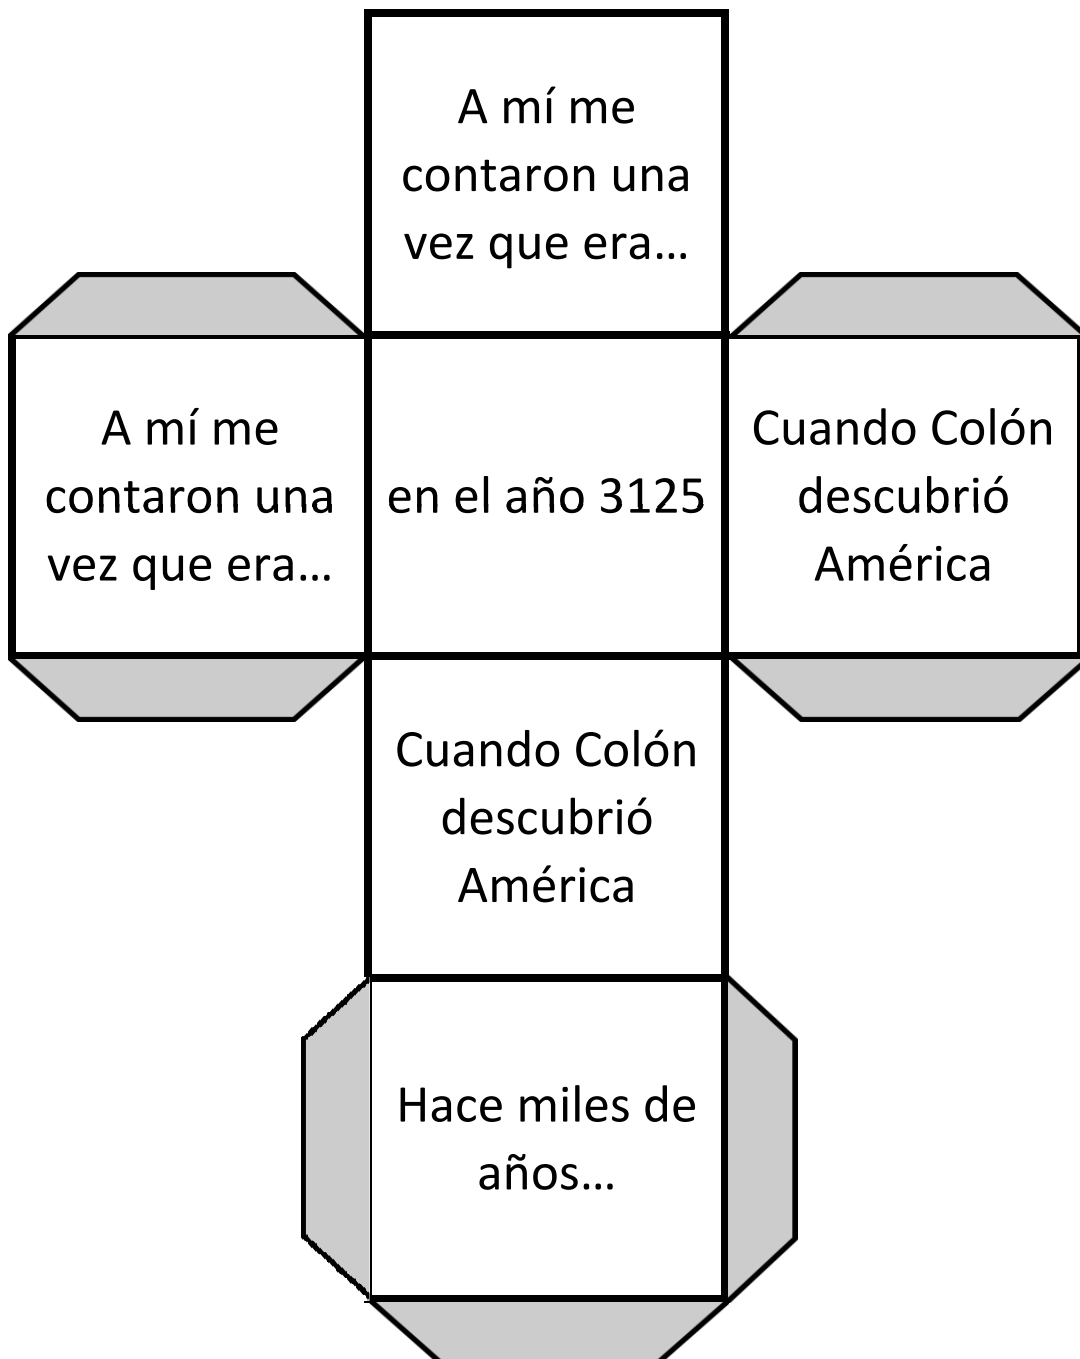 A mí me
contaron una
vez que era...
A mí me
contaron una
vez que era...
en el año 3125
Cuando Colón
descubrió
América
Cuando Colón
descubrió
América
Hace miles de
años...